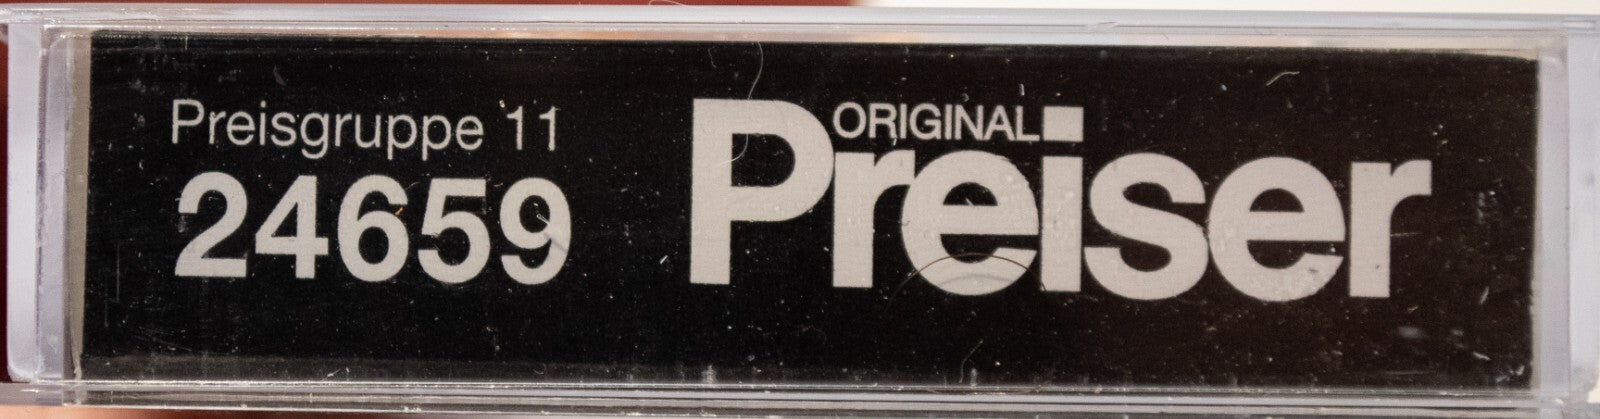 Preisgruppe 11
24659
ORIGINAL
Preiser